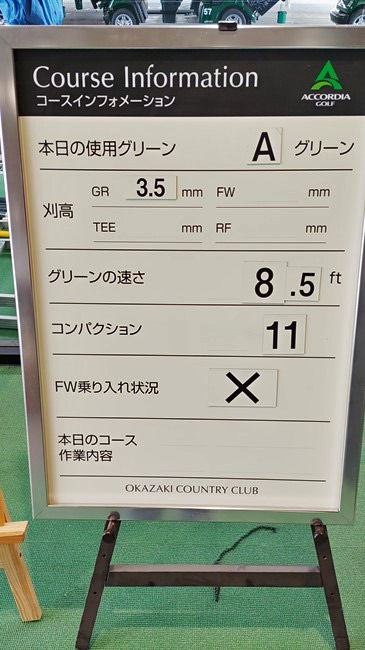 57
Course Information
コースインフォメーション
ACCORDIA
GOLF
本日の使用グリーン A グリーン
刈高
GR 3.5 mm FW mm
TEE mm RF mm
グリーンの速さ 8.5 ft
コンパクション 11
FW乗り入れ状況 ×
本日のコース
作業内容
OKAZAKI COUNTRY CLUB